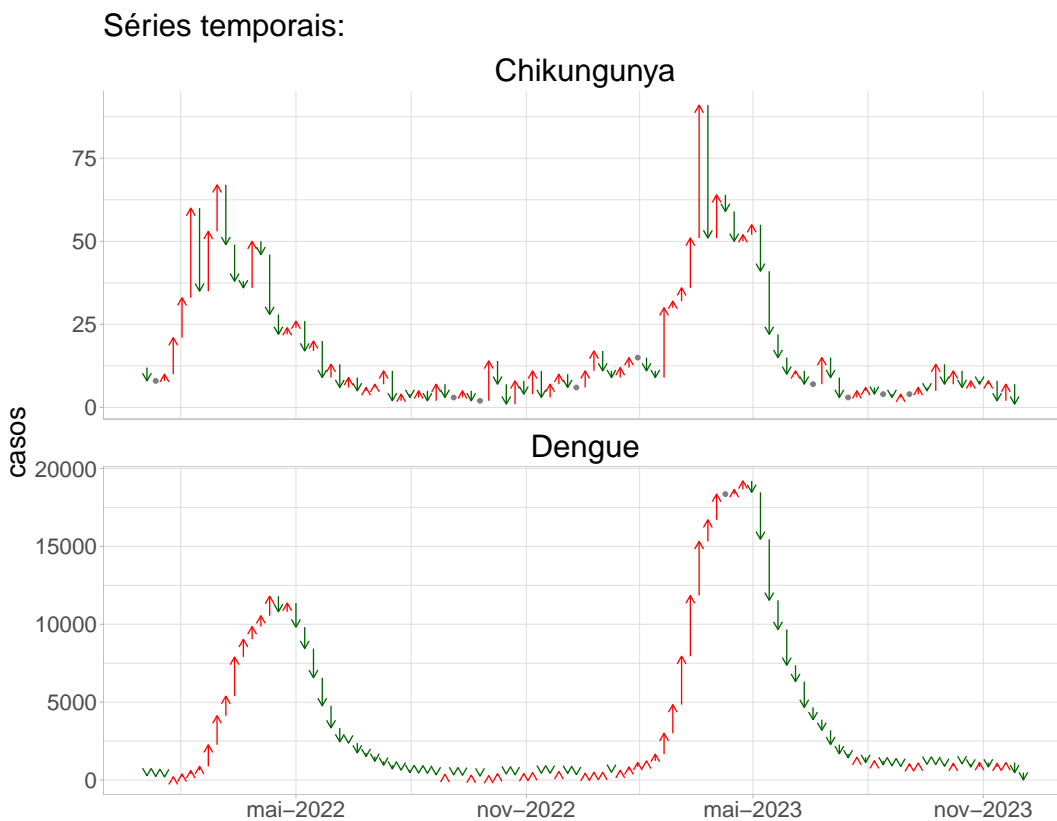 Séries temporais:
Chikungunya
75
50
25
0
casos
Dengue
20000
15000
10000
5000
0
mai−2022
nov−2022
mai−2023
nov−2023